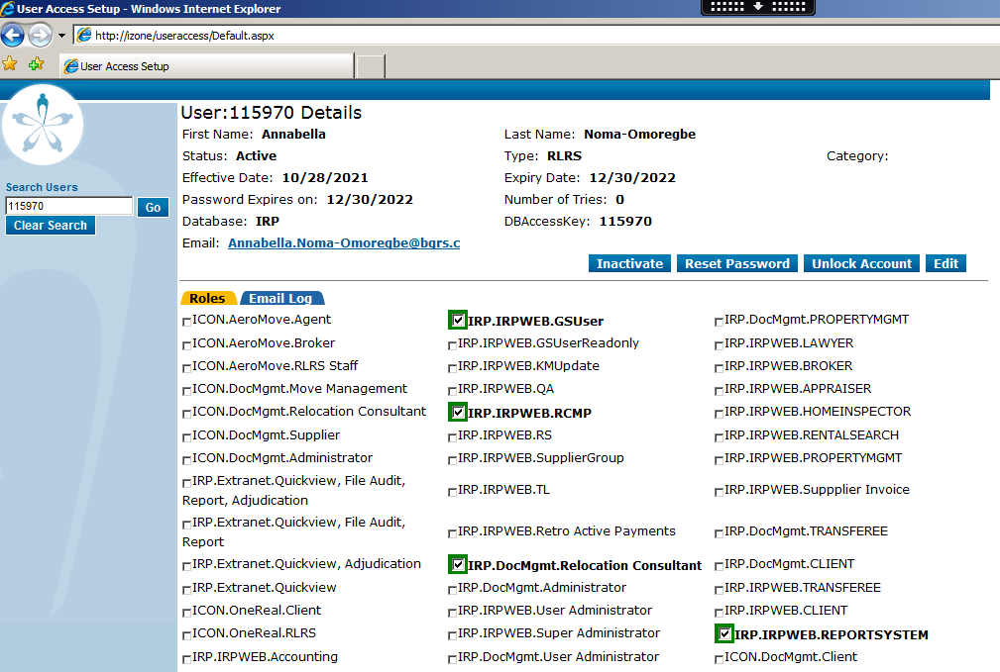 User Access Setup - Windows Internet Explorer
http://izone/useraccess/Default.aspx
User Access Setup
User:115970 Details
First Name: Annabella Last Name: Noma-Omoregbe
Status: Active Type: RLRS Category:
Effective Date: 10/28/2021 Expiry Date: 12/30/2022
Search Users
Password Expires on: 12/30/2022 Number of Tries: 0
115970 Go
Database: IRP DBAccessKey: 115970
Clear Search
Email: Annabella.Noma-Omoregbe@bgrs.c
Inactivate Reset Password Unlock Account Edit
Roles Email Log
ICON.AeroMove.Agent IRP.IRPWEB.GSUser IRP.DocMgmt.PROPERTYMGMT
ICON.AeroMove.Broker IRP.IRPWEB.GSUserReadonly IRP.IRPWEB.LAWYER
ICON.AeroMove.RLRS Staff IRP.IRPWEB.KMUpdate IRP.IRPWEB.BROKER
ICON.DocMgmt.Move Management IRP.IRPWEB.QA IRP.IRPWEB.APPRAISER
ICON.DocMgmt.Relocation Consultant IRP.IRPWEB.RCMP IRP.IRPWEB.HOMEINSPECTOR
ICON.DocMgmt.Supplier IRP.IRPWEB.RS IRP.IRPWEB.RENTALSEARCH
ICON.DocMgmt.Administrator IRP.IRPWEB.SupplierGroup IRP.IRPWEB.PROPERTYMGMT
IRP.Extranet.Quickview, File Audit,
Report, Adjudication IRP.IRPWEB.TL IRP.IRPWEB.Suppplier Invoice
IRP.Extranet.Quickview, File Audit,
Report IRP.IRPWEB.Retro Active Payments IRP.DocMgmt.TRANSFEREE
IRP.Extranet.Quickview, Adjudication IRP.DocMgmt.Relocation Consultant IRP.DocMgmt.CLIENT
IRP.Extranet.Quickview IRP.DocMgmt.Administrator IRP.IRPWEB.TRANSFEREE
ICON.OneReal.Client IRP.IRPWEB.User Administrator IRP.IRPWEB.CLIENT
ICON.OneReal.RLRS IRP.IRPWEB.Super Administrator IRP.IRPWEB.REPORTSYSTEM
IRP.IRPWEB.Accounting IRP.DocMgmt.User Administrator ICON.DocMgmt.Client